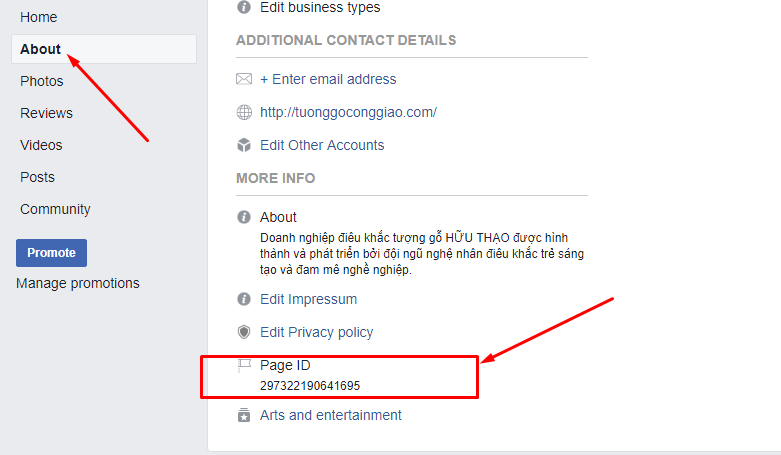 Home
About
Photos
Reviews
Videos
Posts
Community
Promote
Manage promotions
Edit business types
ADDITIONAL CONTACT DETAILS
+ Enter email address
http://tuonggoconggiao.com/
Edit Other Accounts
MORE INFO
About
Doanh nghiệp điêu khắc tượng gỗ HỮU THẠO được hình
thành và phát triển bởi đội ngũ nghệ nhân điêu khắc trẻ sáng
tạo và đam mê nghề nghiệp.
Edit Impressum
Edit Privacy policy
Page ID
297322190641695
Arts and entertainment